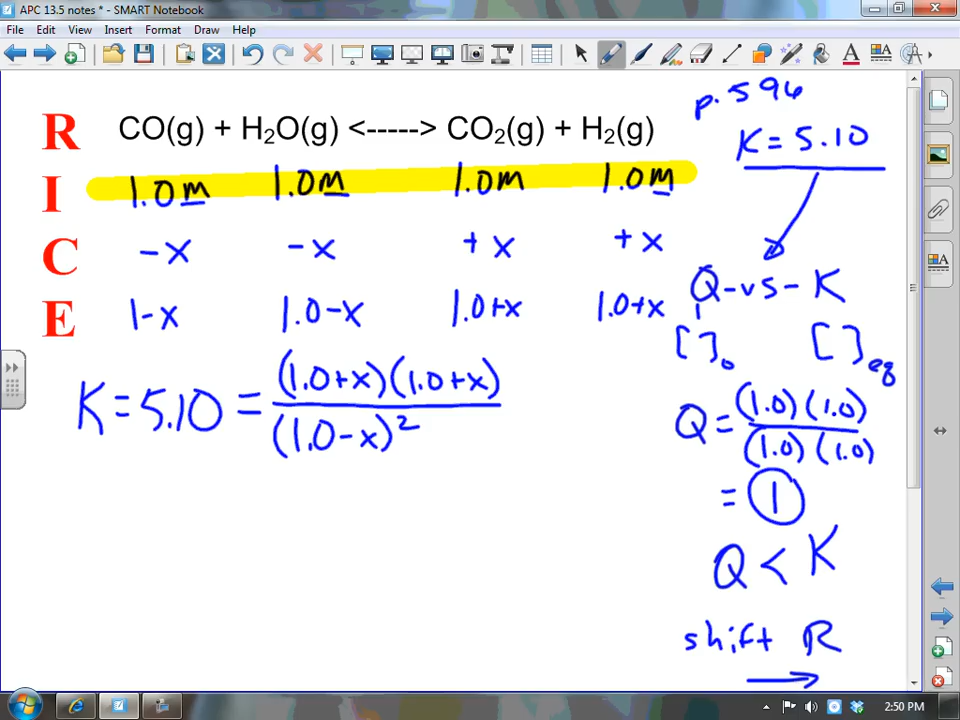 APC 13.5 notes * - SMART Notebook
File Edit View Insert Format Draw Help
p. 596
R CO(g) + H₂O(g) <-----> CO₂(g) + H₂(g)
K = 5.10
I 1.0M 1.0M 1.0M 1.0M
C -x -x +x +x
E 1-x 1.0-x 1.0+x 1.0+x
Q -vs- K
[ ]₀ [ ]eq
K = 5.10 = (1.0+x)(1.0+x)
(1.0-x)²
Q = (1.0)(1.0)
(1.0)(1.0)
= 1
Q < K
shift R
2:50 PM